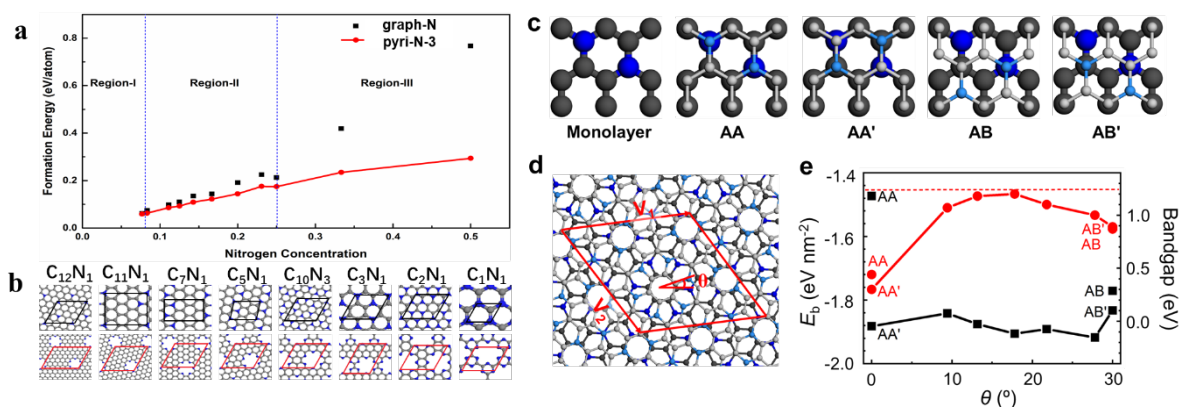 a
Formation Energy (eV/atom)
0.8
0.6
0.4
0.2
0.0
graph-N
pyri-N-3
Region-I
Region-II
Region-III
0.0 0.1 0.2 0.3 0.4 0.5
Nitrogen Concentration
b
C₁₂N₁ C₁₁N₁ C₇N₁ C₅N₁ C₁₀N₃ C₃N₁ C₂N₁ C₁N₁
c
Monolayer AA AA' AB AB'
d
V₂
θ
e
E_b (eV nm⁻²)
-1.4
-1.6
-1.8
-2.0
AA
AA
AA'
AA'
AB'
AB
AB
AB'
1.0
0.5
0.0
Bandgap (eV)
0 10 20 30
θ (º)